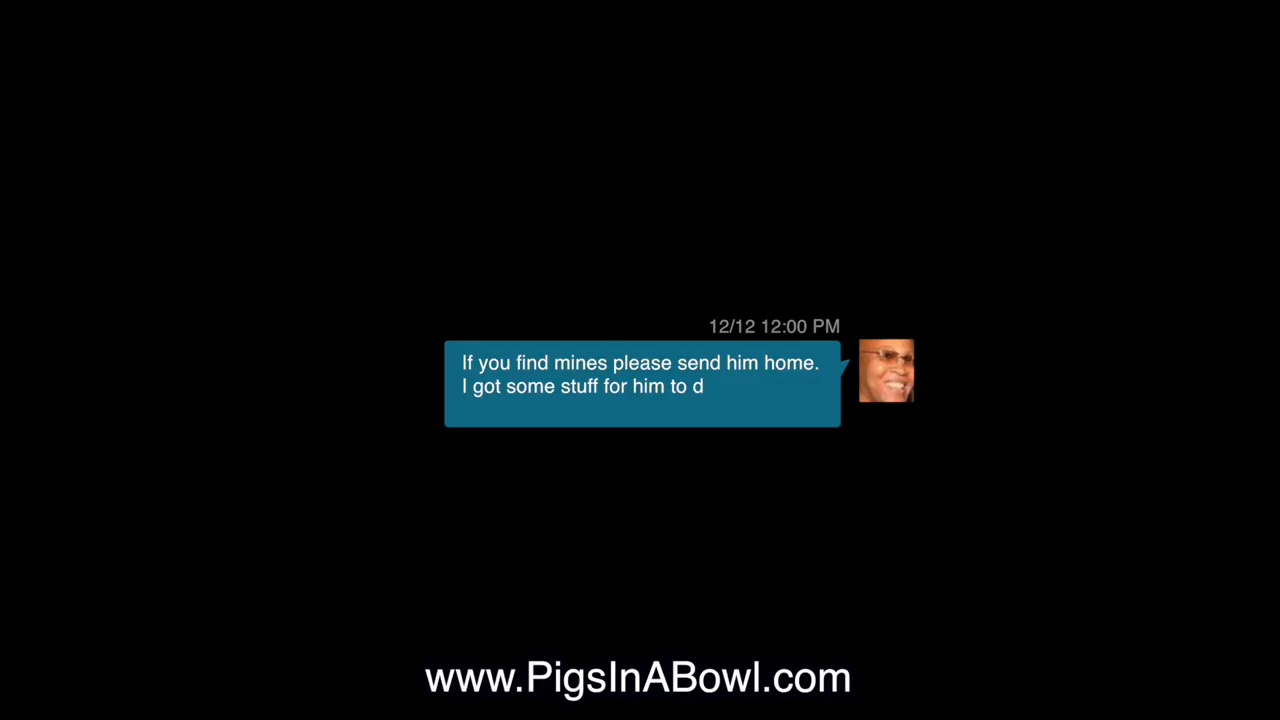 12/12 12:00 PM
If you find mines please send him home.
I got some stuff for him to d
www.PigsInABowl.com